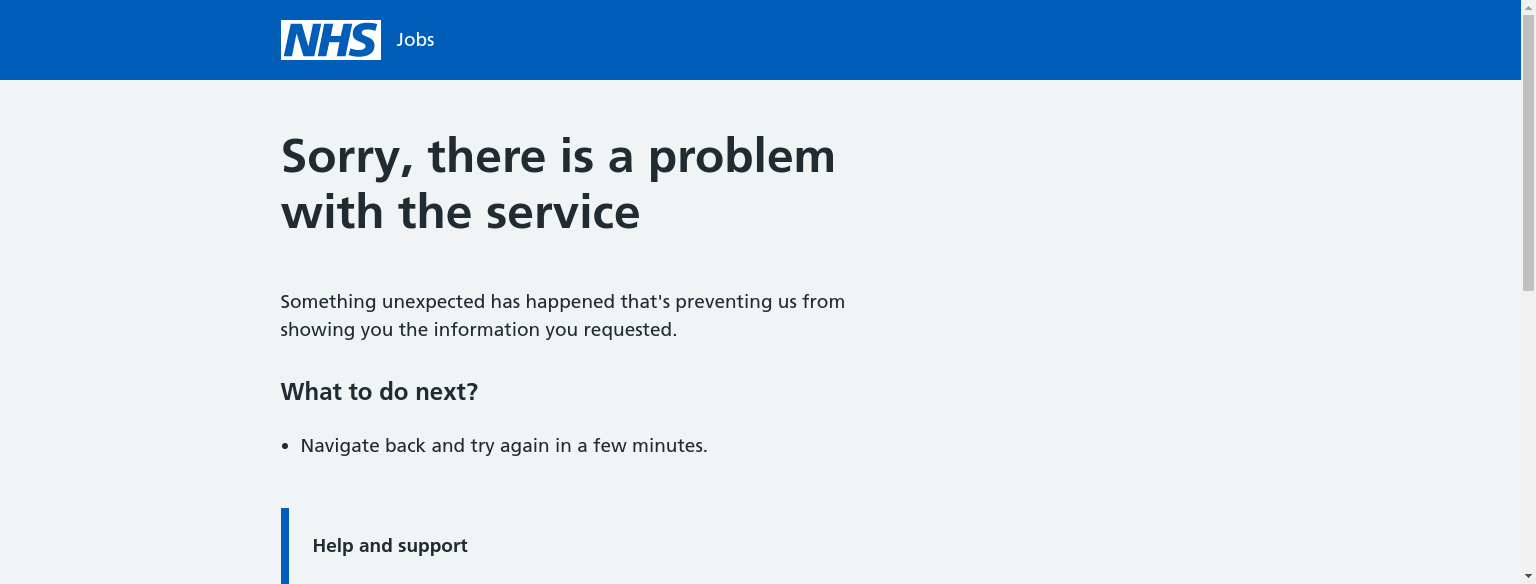 NHS Jobs
Sorry, there is a problem
with the service
Something unexpected has happened that's preventing us from
showing you the information you requested.
What to do next?
• Navigate back and try again in a few minutes.
Help and support